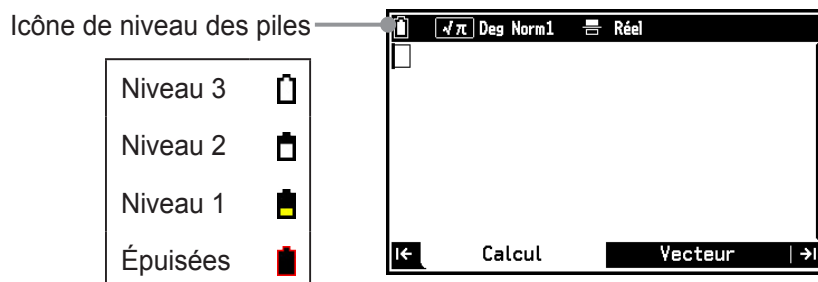 Icône de niveau des piles
√π Deg Norm1 Réel
Niveau 3
Niveau 2
Niveau 1
Épuisées
Calcul Vecteur